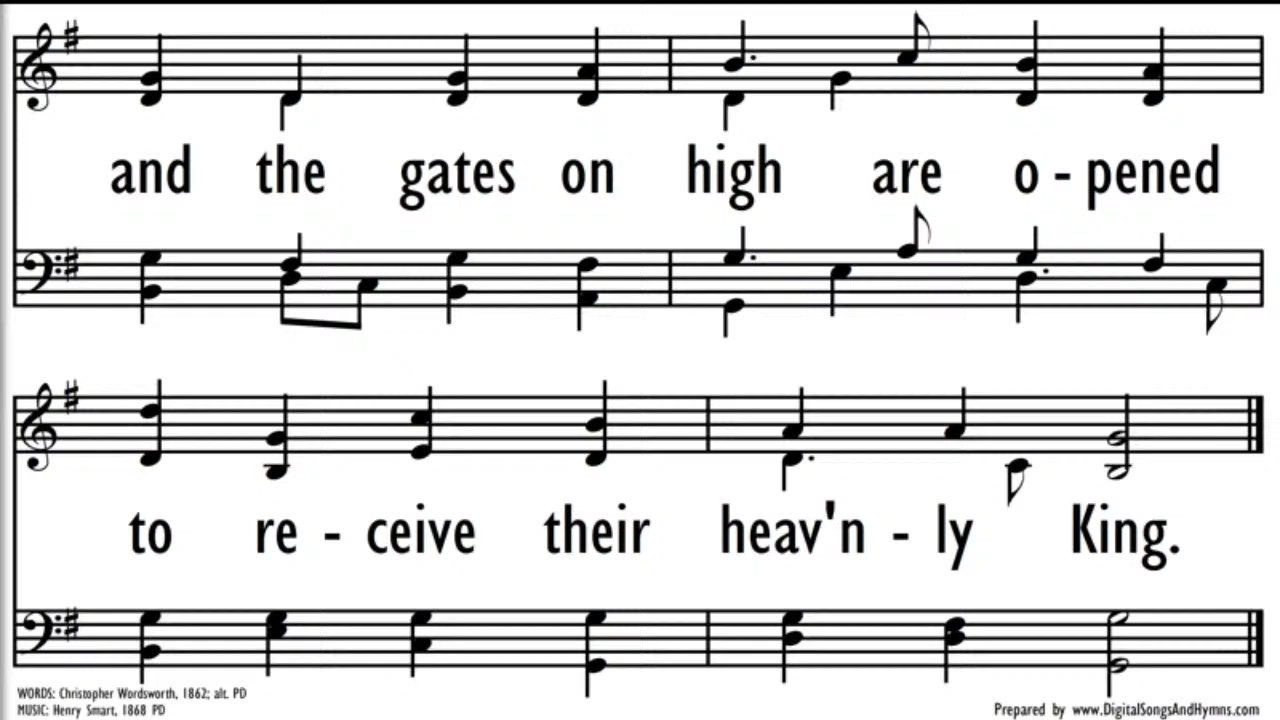 and the gates on high are o - pened
to re - ceive their heav'n - ly King.
WORDS: Christopher Wordsworth, 1862; alt. PD
MUSIC: Henry Smart, 1868 PD
Prepared by www.DigitalSongsAndHymns.com